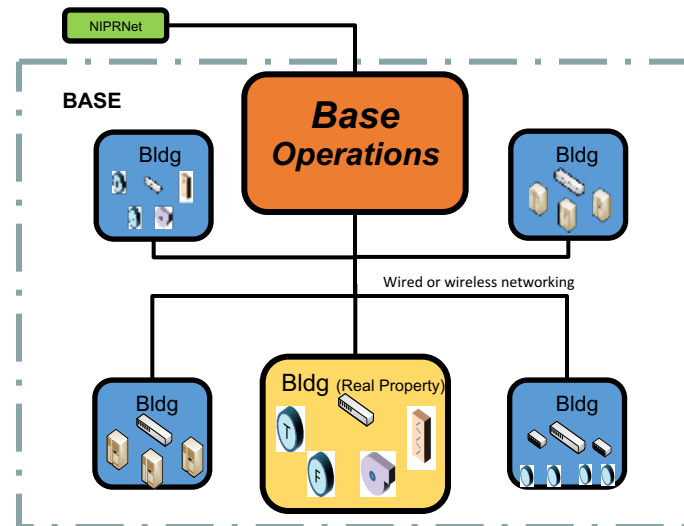 NIPRNet
BASE
Base
Operations
Bldg
Bldg
Wired or wireless networking
Bldg
Bldg (Real Property)
Bldg
T
F